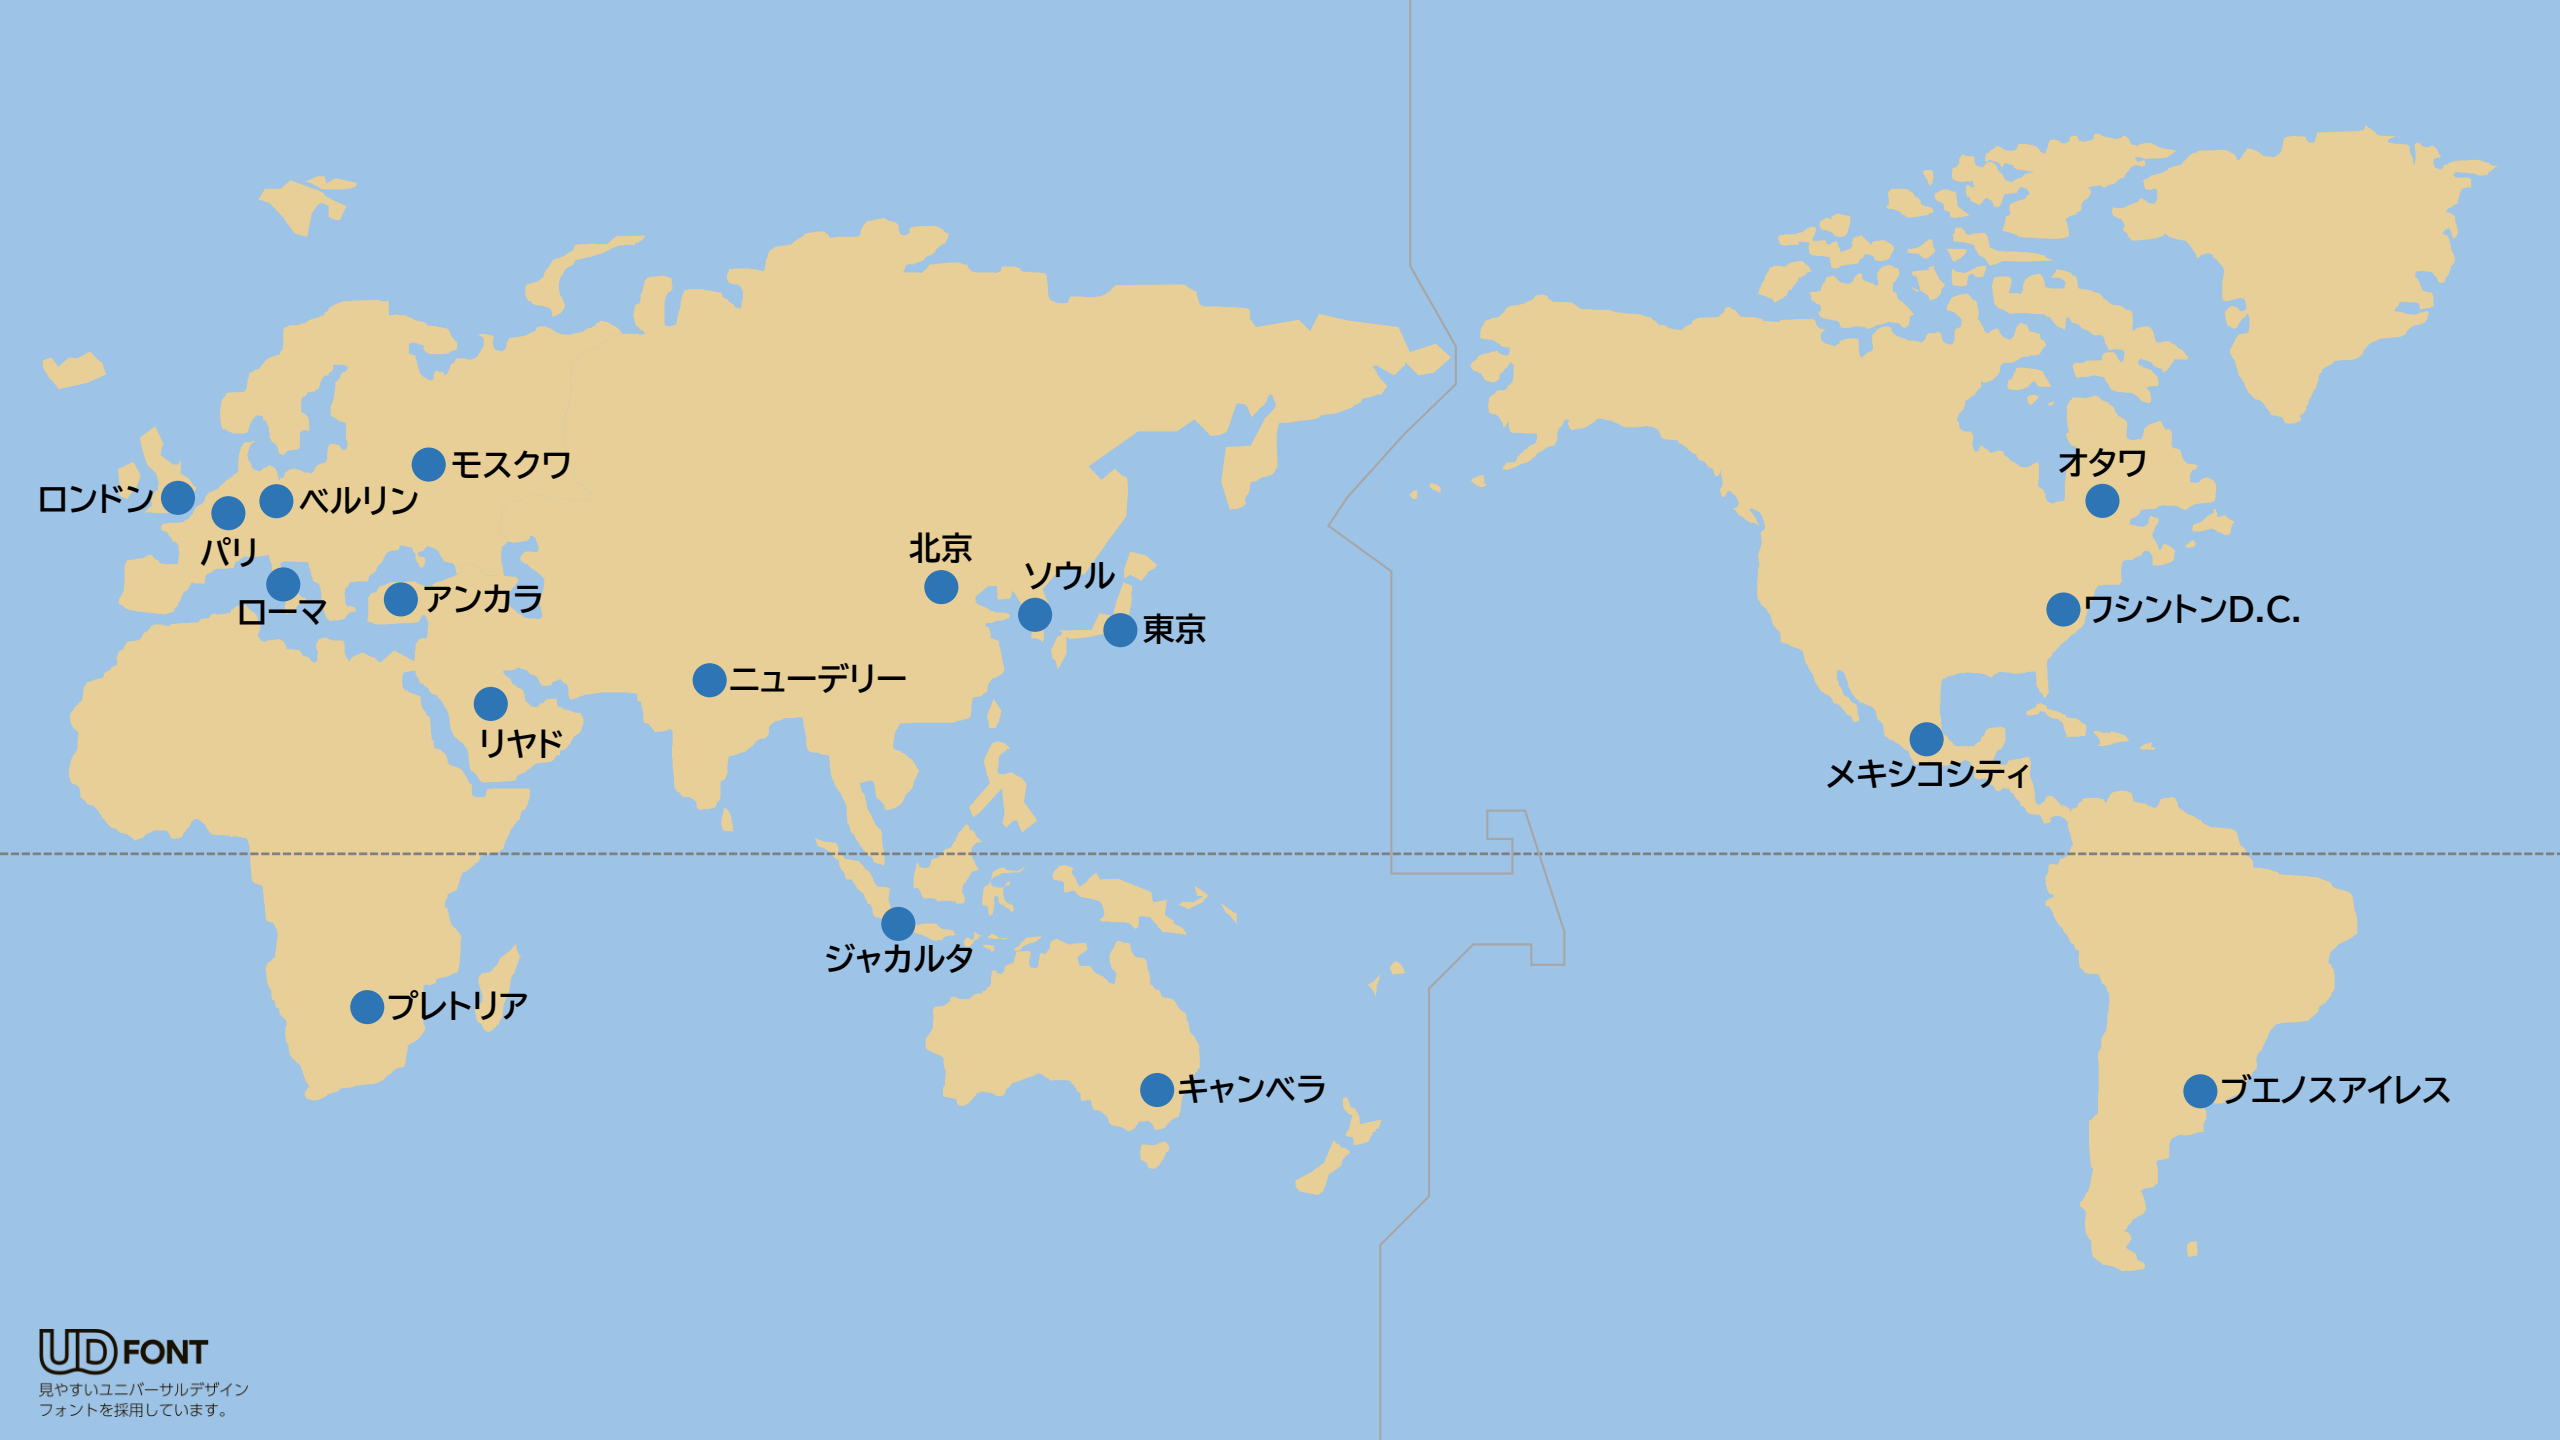 オタワ
モスクワ
ロンドン
ベルリン
パリ
北京
ソウル
アンカラ
ローマ
東京
ワシントンD.C.
ニューデリー
リヤド
メキシコシティ
ジャカルタ
プレトリア
キャンベラ
ブエノスアイレス
UD FONT
見やすいユニバーサルデザイン
フォントを採用しています。